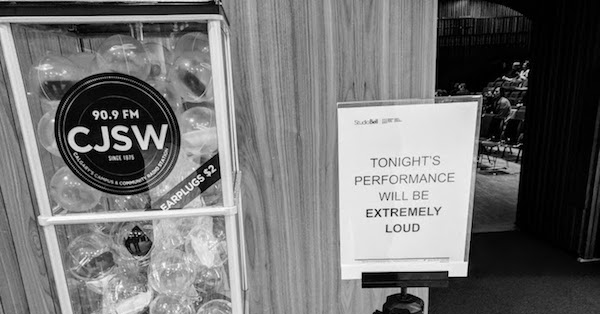 90.9 FM
CJSW
SINCE 1975
CALGARY'S CAMPUS & COMMUNITY RADIO STATION
EARPLUGS $2
StudioBell
TONIGHT'S
PERFORMANCE
WILL BE
EXTREMELY
LOUD